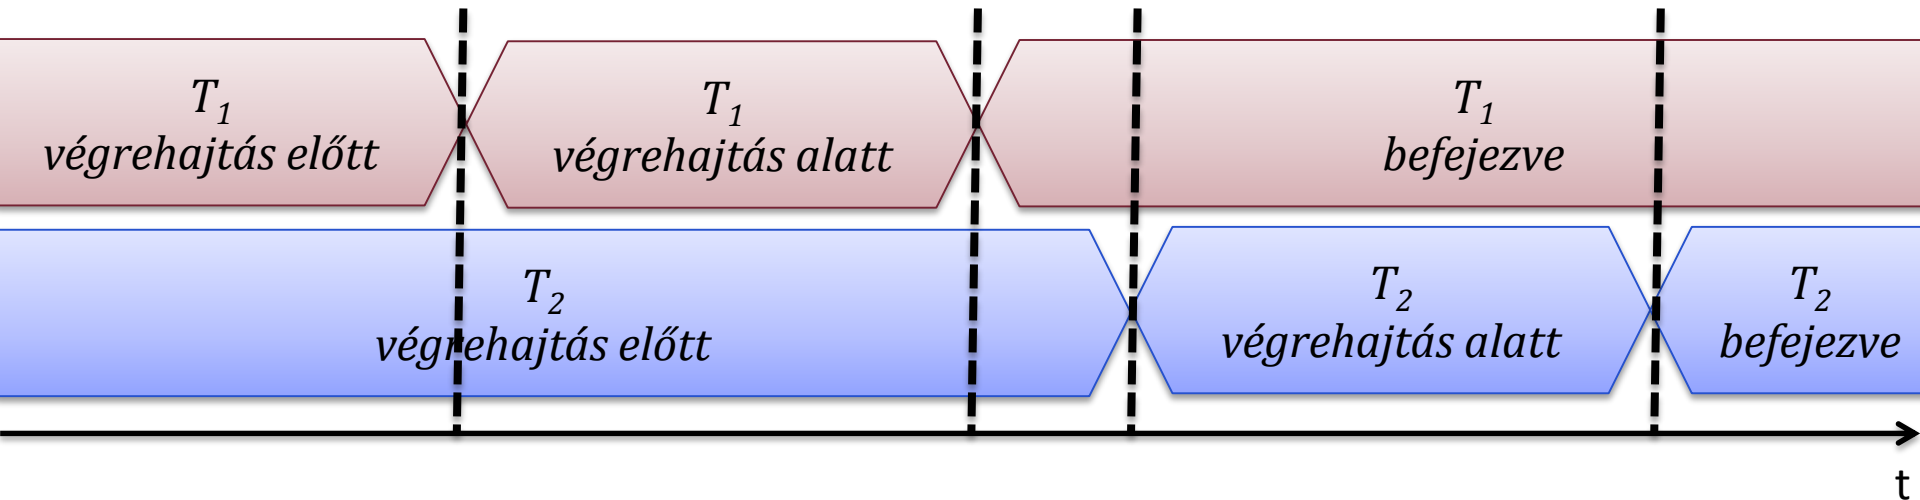 T₁
végrehajtás előtt
T₁
végrehajtás alatt
T₁
befejezve
T₂
végrehajtás előtt
T₂
végrehajtás alatt
T₂
befejezve
t